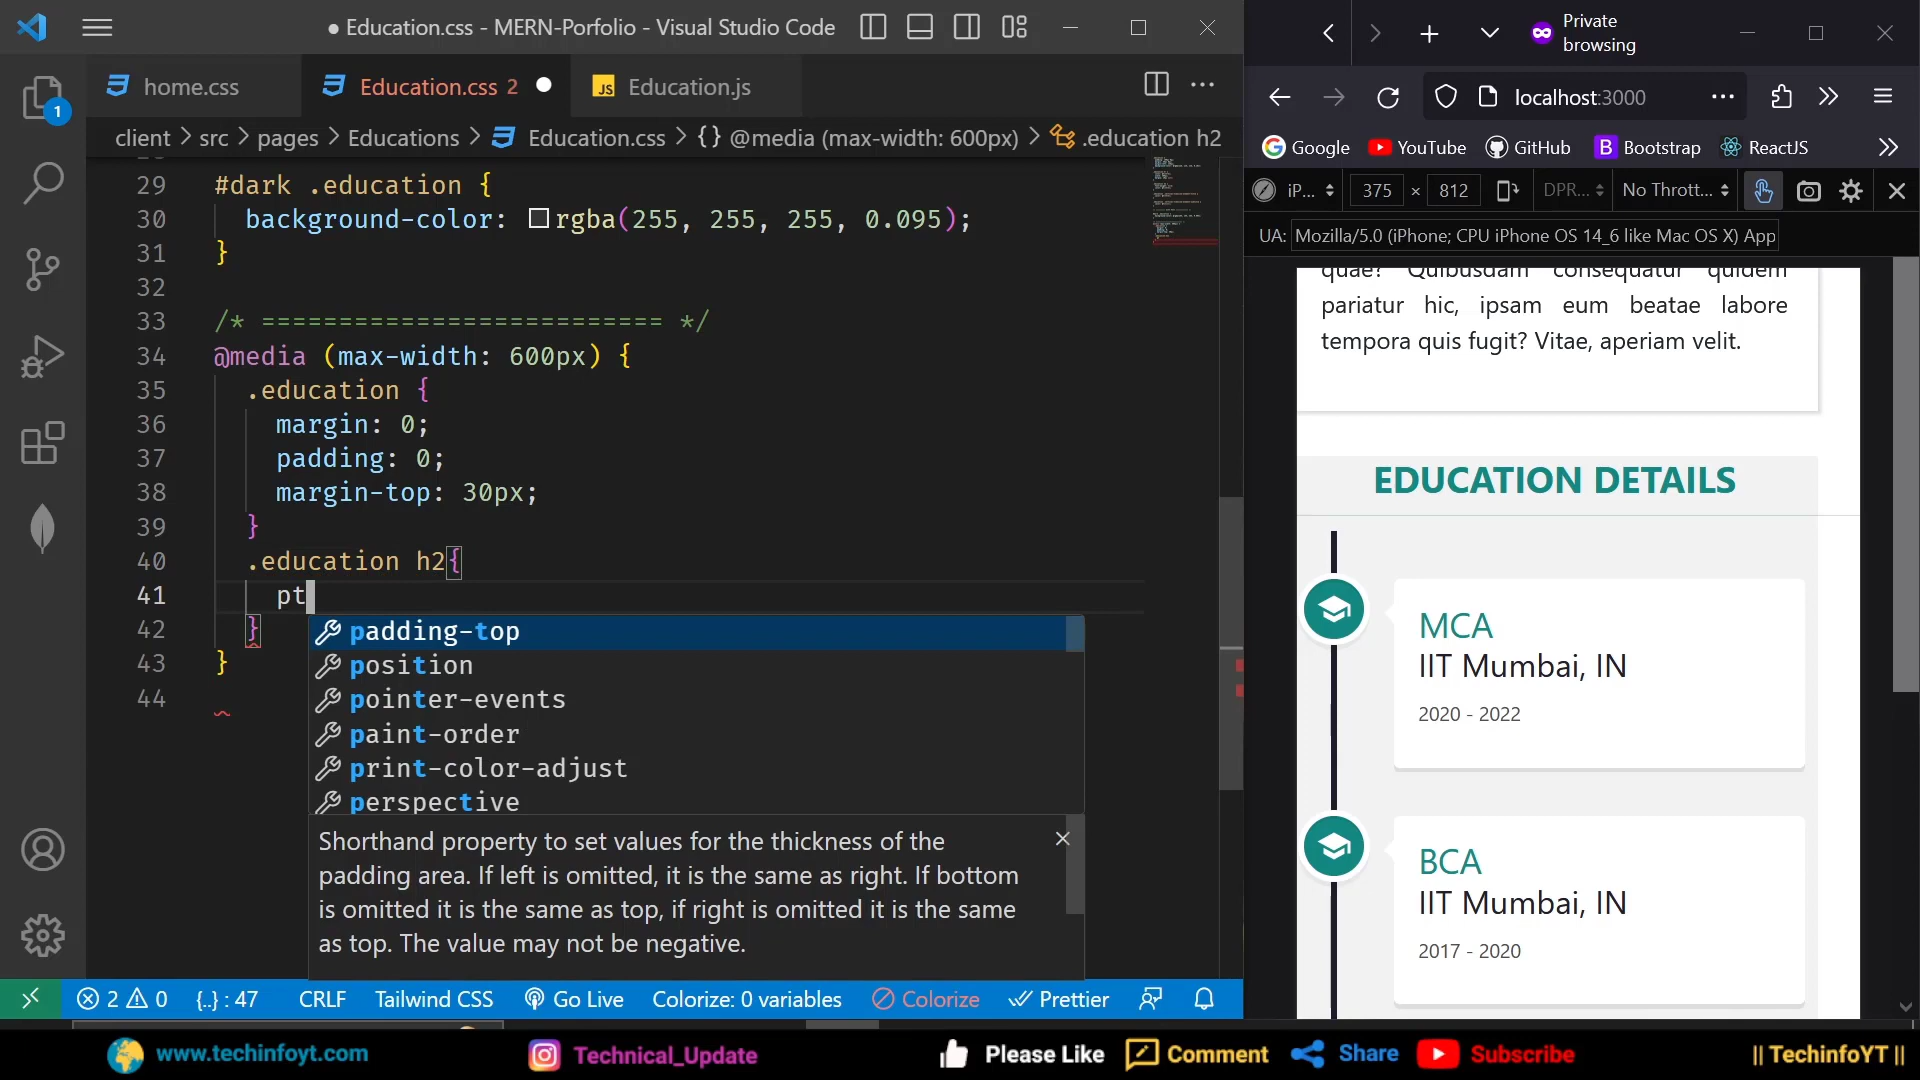 ● Education.css - MERN-Porfolio - Visual Studio Code
home.css
Education.css 2
JS Education.js
client > src > pages > Educations > Education.css > {} @media (max-width: 600px) > .education h2
29 #dark .education {
30 background-color: rgba(255, 255, 255, 0.095);
31 }
32
33 /* ========================== */
34 @media (max-width: 600px) {
35 .education {
36 margin: 0;
37 padding: 0;
38 margin-top: 30px;
39 }
40 .education h2{
41 pt
42 }
43 }
44
padding-top
position
pointer-events
paint-order
print-color-adjust
perspective
Shorthand property to set values for the thickness of the
padding area. If left is omitted, it is the same as right. If bottom
is omitted it is the same as top, if right is omitted it is the same
as top. The value may not be negative.
1
2 0 {..} : 47 CRLF Tailwind CSS Go Live Colorize: 0 variables Colorize Prettier
Private
browsing
localhost:3000
Google YouTube GitHub B Bootstrap ReactJS
iP... 375 × 812 DPR... No Thrott...
UA: Mozilla/5.0 (iPhone; CPU iPhone OS 14_6 like Mac OS X) App
quae? Quibusdam consequatur quidem
pariatur hic, ipsam eum beatae labore
tempora quis fugit? Vitae, aperiam velit.
EDUCATION DETAILS
MCA
IIT Mumbai, IN
2020 - 2022
BCA
IIT Mumbai, IN
2017 - 2020
www.techinfoyt.com Technical_Update Please Like Comment Share Subscribe || TechinfoYT ||